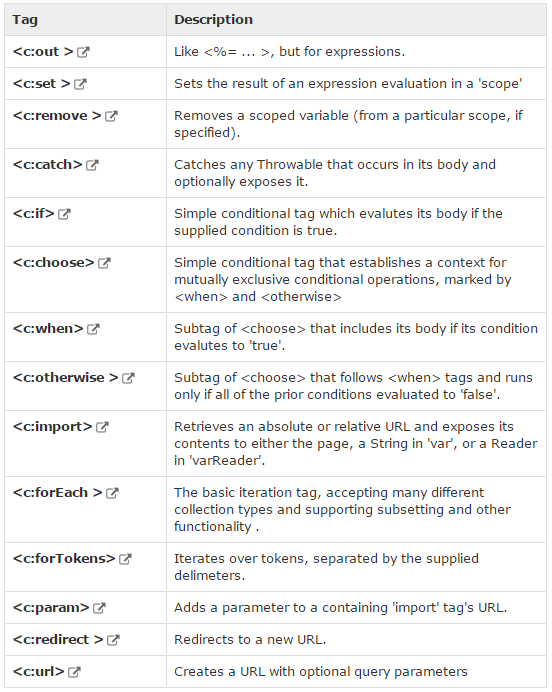 Tag Description
<c:out > Like <%= ... >, but for expressions.
<c:set > Sets the result of an expression evaluation in a 'scope'
<c:remove > Removes a scoped variable (from a particular scope, if
specified).
<c:catch> Catches any Throwable that occurs in its body and
optionally exposes it.
<c:if> Simple conditional tag which evalutes its body if the
supplied condition is true.
<c:choose> Simple conditional tag that establishes a context for
mutually exclusive conditional operations, marked by
<when> and <otherwise>
<c:when> Subtag of <choose> that includes its body if its condition
evalutes to 'true'.
<c:otherwise > Subtag of <choose> that follows <when> tags and runs
only if all of the prior conditions evaluated to 'false'.
<c:import> Retrieves an absolute or relative URL and exposes its
contents to either the page, a String in 'var', or a Reader
in 'varReader'.
<c:forEach > The basic iteration tag, accepting many different
collection types and supporting subsetting and other
functionality .
<c:forTokens> Iterates over tokens, separated by the supplied
delimeters.
<c:param> Adds a parameter to a containing 'import' tag's URL.
<c:redirect > Redirects to a new URL.
<c:url> Creates a URL with optional query parameters